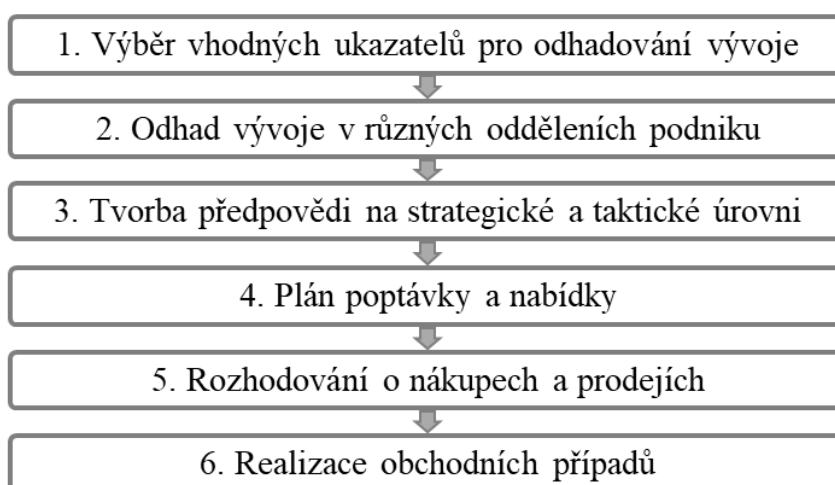 1. Výběr vhodných ukazatelů pro odhadování vývoje
2. Odhad vývoje v různých odděleních podniku
3. Tvorba předpovědi na strategické a taktické úrovni
4. Plán poptávky a nabídky
5. Rozhodování o nákupech a prodejích
6. Realizace obchodních případů